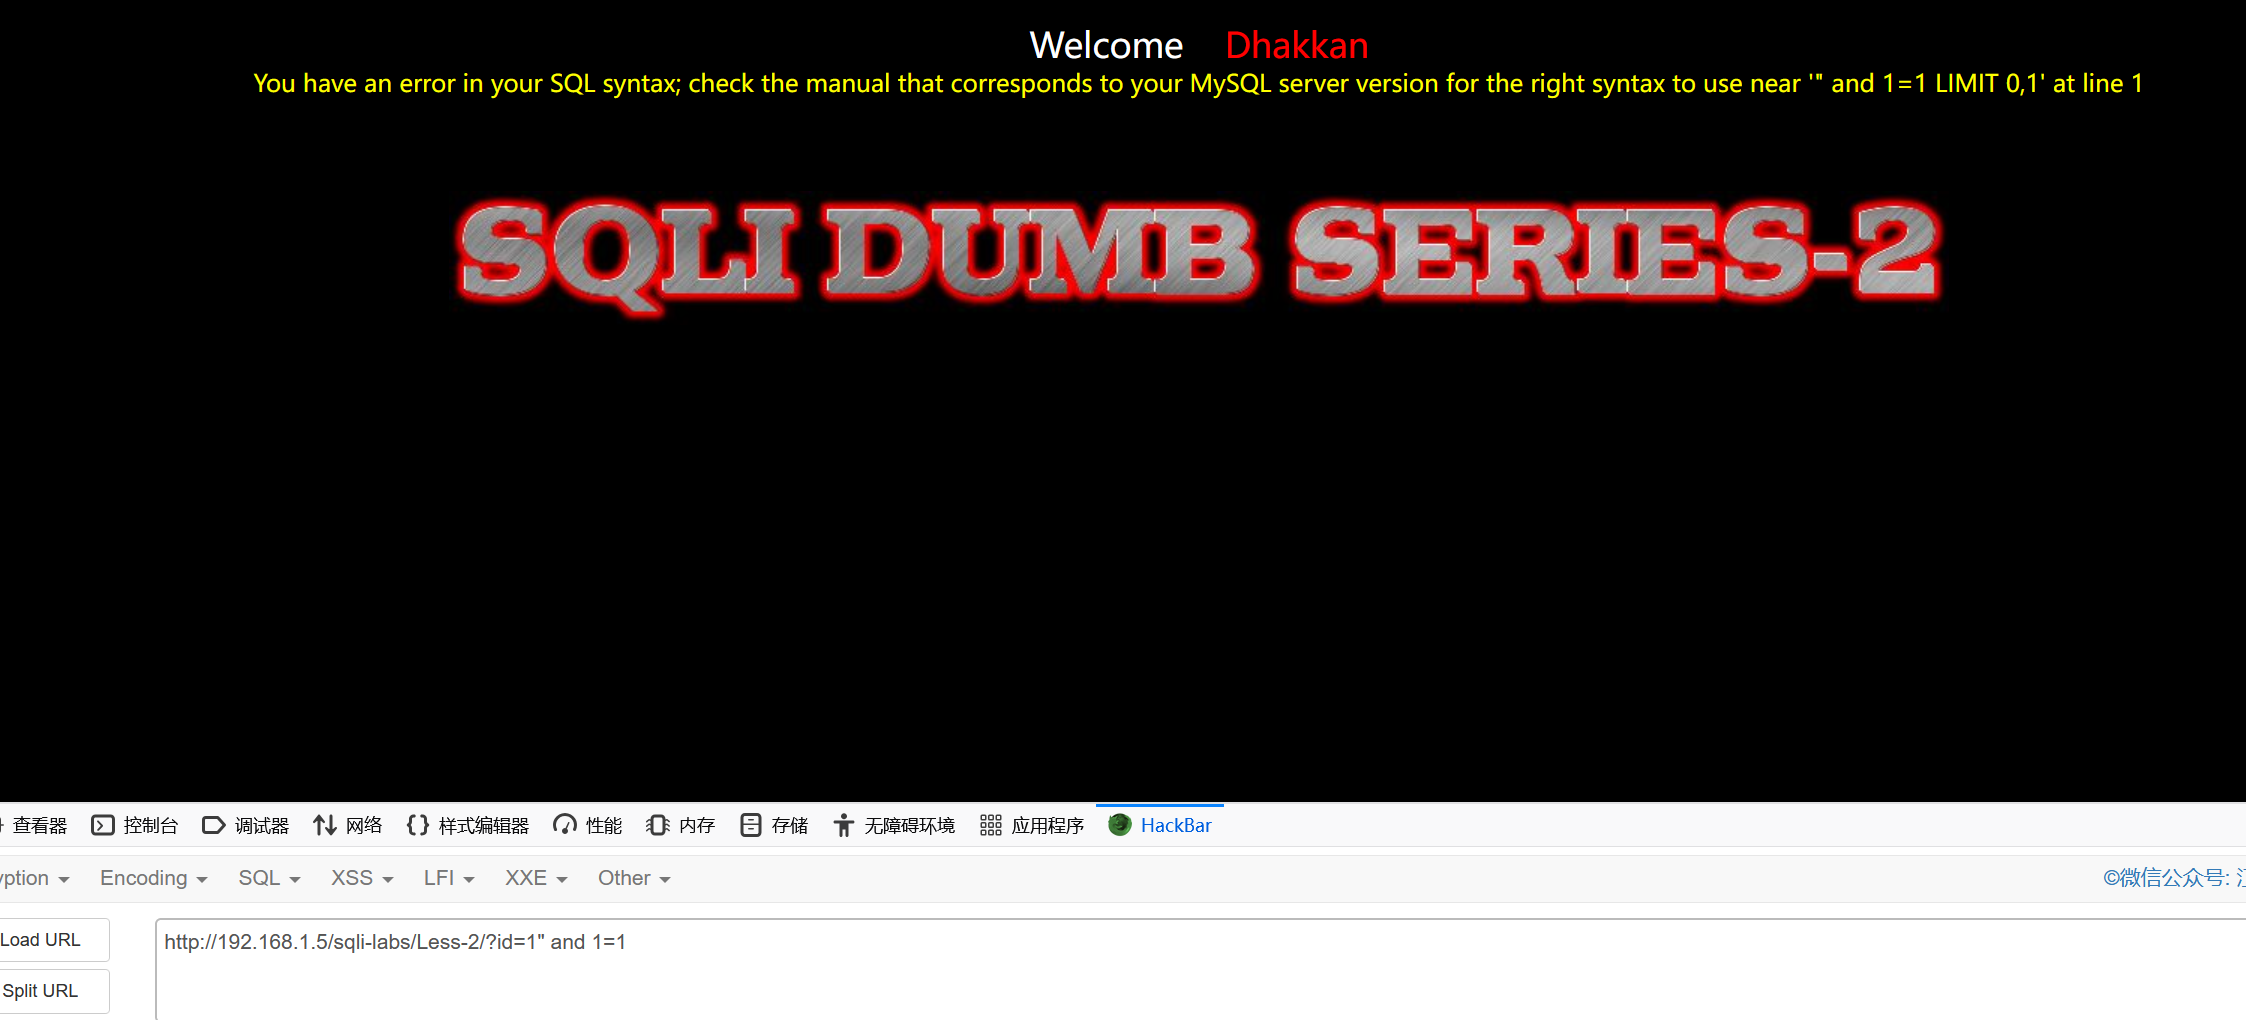 Welcome Dhakkan
You have an error in your SQL syntax; check the manual that corresponds to your MySQL server version for the right syntax to use near '" and 1=1 LIMIT 0,1' at line 1
SQLI DUMB SERIES-2
查看器 控制台 调试器 网络 样式编辑器 性能 内存 存储 无障碍环境 应用程序 HackBar
Encoding SQL XSS LFI XXE Other ©微信公众号:
Load URL
http://192.168.1.5/sqli-labs/Less-2/?id=1" and 1=1
Split URL